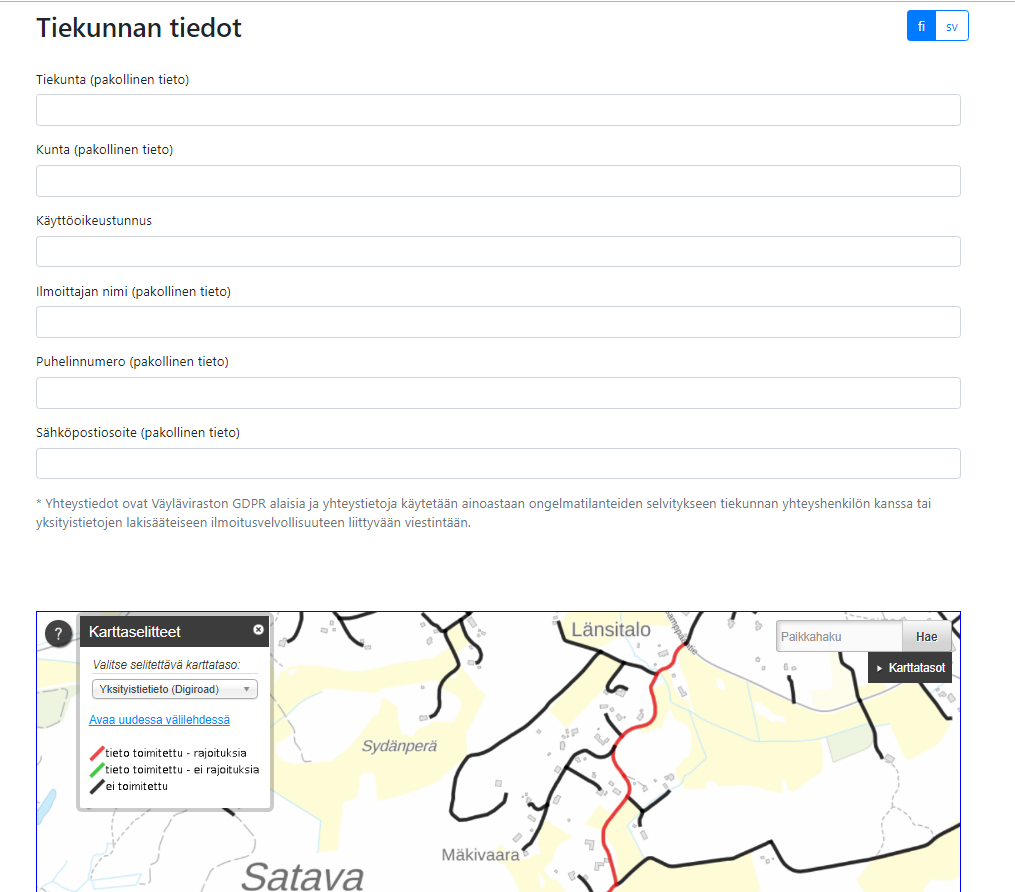 Tiekunnan tiedot
fi sv
Tiekunta (pakollinen tieto)
Kunta (pakollinen tieto)
Käyttöoikeustunnus
Ilmoittajan nimi (pakollinen tieto)
Puhelinnumero (pakollinen tieto)
Sähköpostiosoite (pakollinen tieto)
* Yhteystiedot ovat Väyläviraston GDPR alaisia ja yhteystietoja käytetään ainoastaan ongelmatilanteiden selvitykseen tiekunnan yhteyshenkilön kanssa tai
yksityistietojen lakisääteiseen ilmoitusvelvollisuuteen liittyvään viestintään.
?
Karttaselitteet
Valitse selitettävä karttataso:
Yksityistietieto (Digiroad)
Avaa uudessa välilehdessä
tieto toimitettu - rajoituksia
tieto toimitettu - ei rajoituksia
ei toimitettu
Länsitalo
Paikkahaku
Hae
Karttatasot
Sydänperä
Mäkivaara
Satava